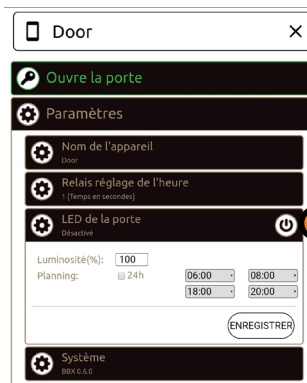 Door
Ouvre la porte
Paramètres
Nom de l'appareil
Door
Relais réglage de l'heure
1 [Temps en secondes]
LED de la porte
Désactivé
Luminosité(%): 100
Planning: 24h 06:00 08:00
18:00 20:00
ENREGISTRER
Système
BBX 0.6.0